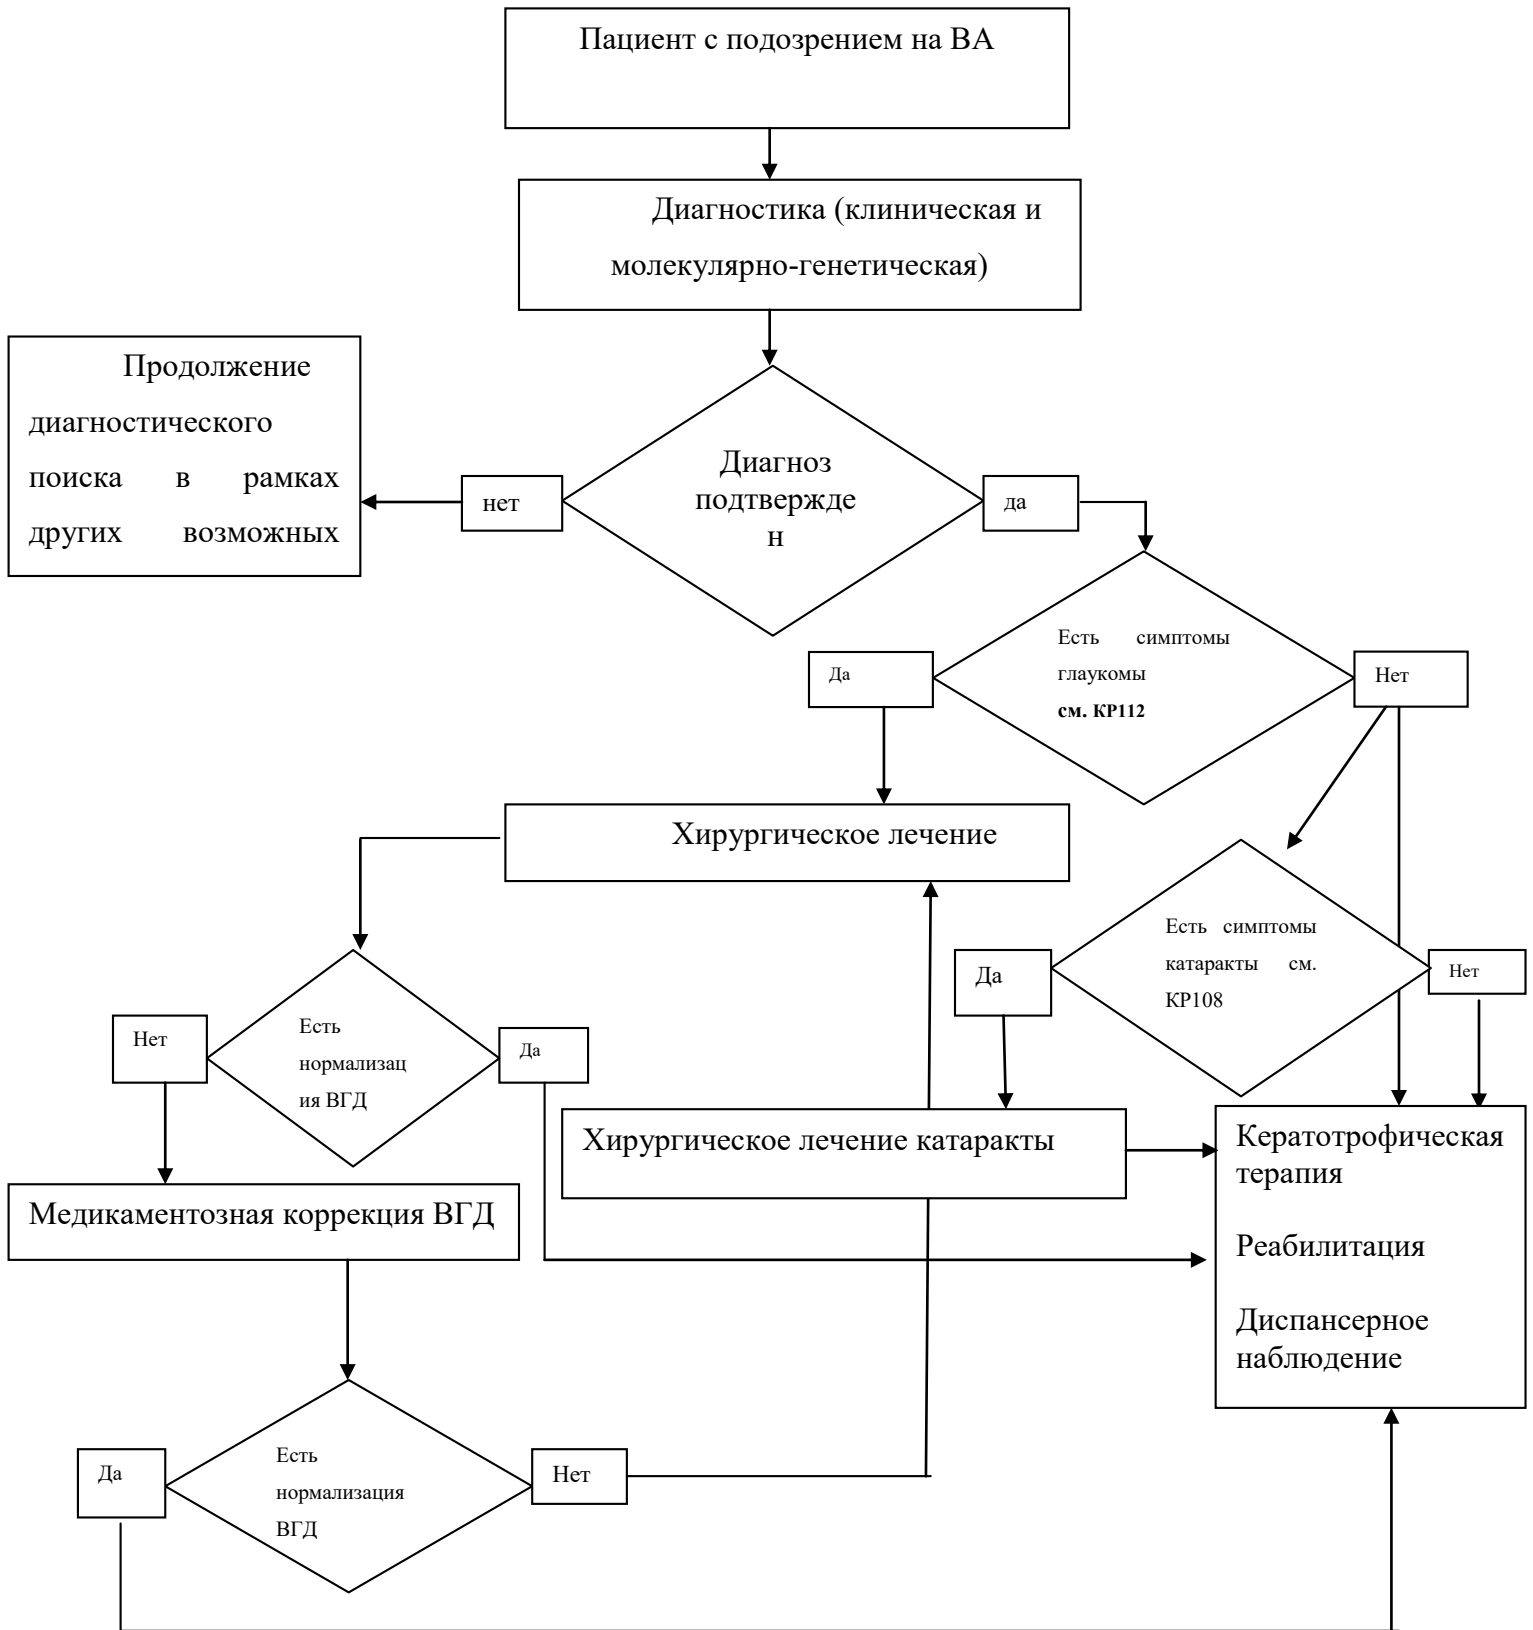 Пациент с подозрением на ВА
Диагностика (клиническая и
молекулярно-генетическая)
Продолжение
диагностического
поиска в рамках
других возможных
нет
Диагноз
подтвержде
н
да
Да
Есть симптомы
глаукомы
см. КР112
Нет
Хирургическое лечение
Есть симптомы
катаракты см.
КР108
Да
Нет
Нет
Есть
нормализац
ия ВГД
Да
Хирургическое лечение катаракты
Кератотрофическая
терапия
Реабилитация
Диспансерное
наблюдение
Медикаментозная коррекция ВГД
Да
Есть
нормализация
ВГД
Нет